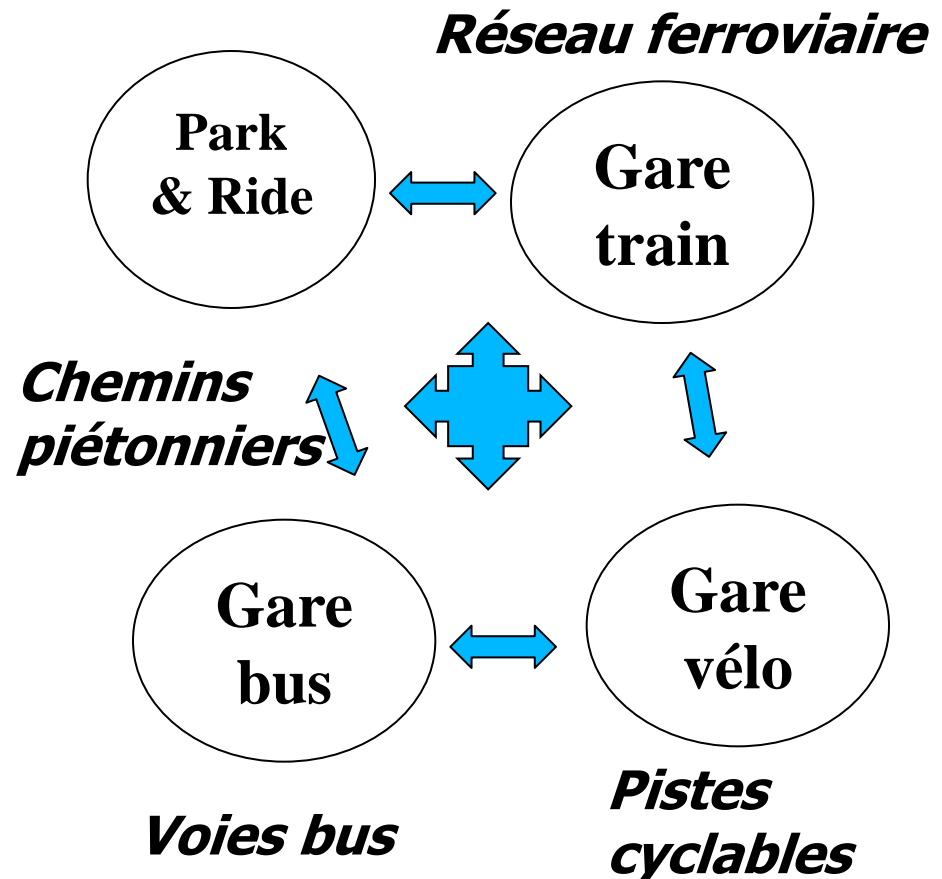 Réseau ferroviaire
Park
& Ride
Gare
train
Chemins
piétonniers
Gare
bus
Gare
vélo
Voies bus
Pistes
cyclables